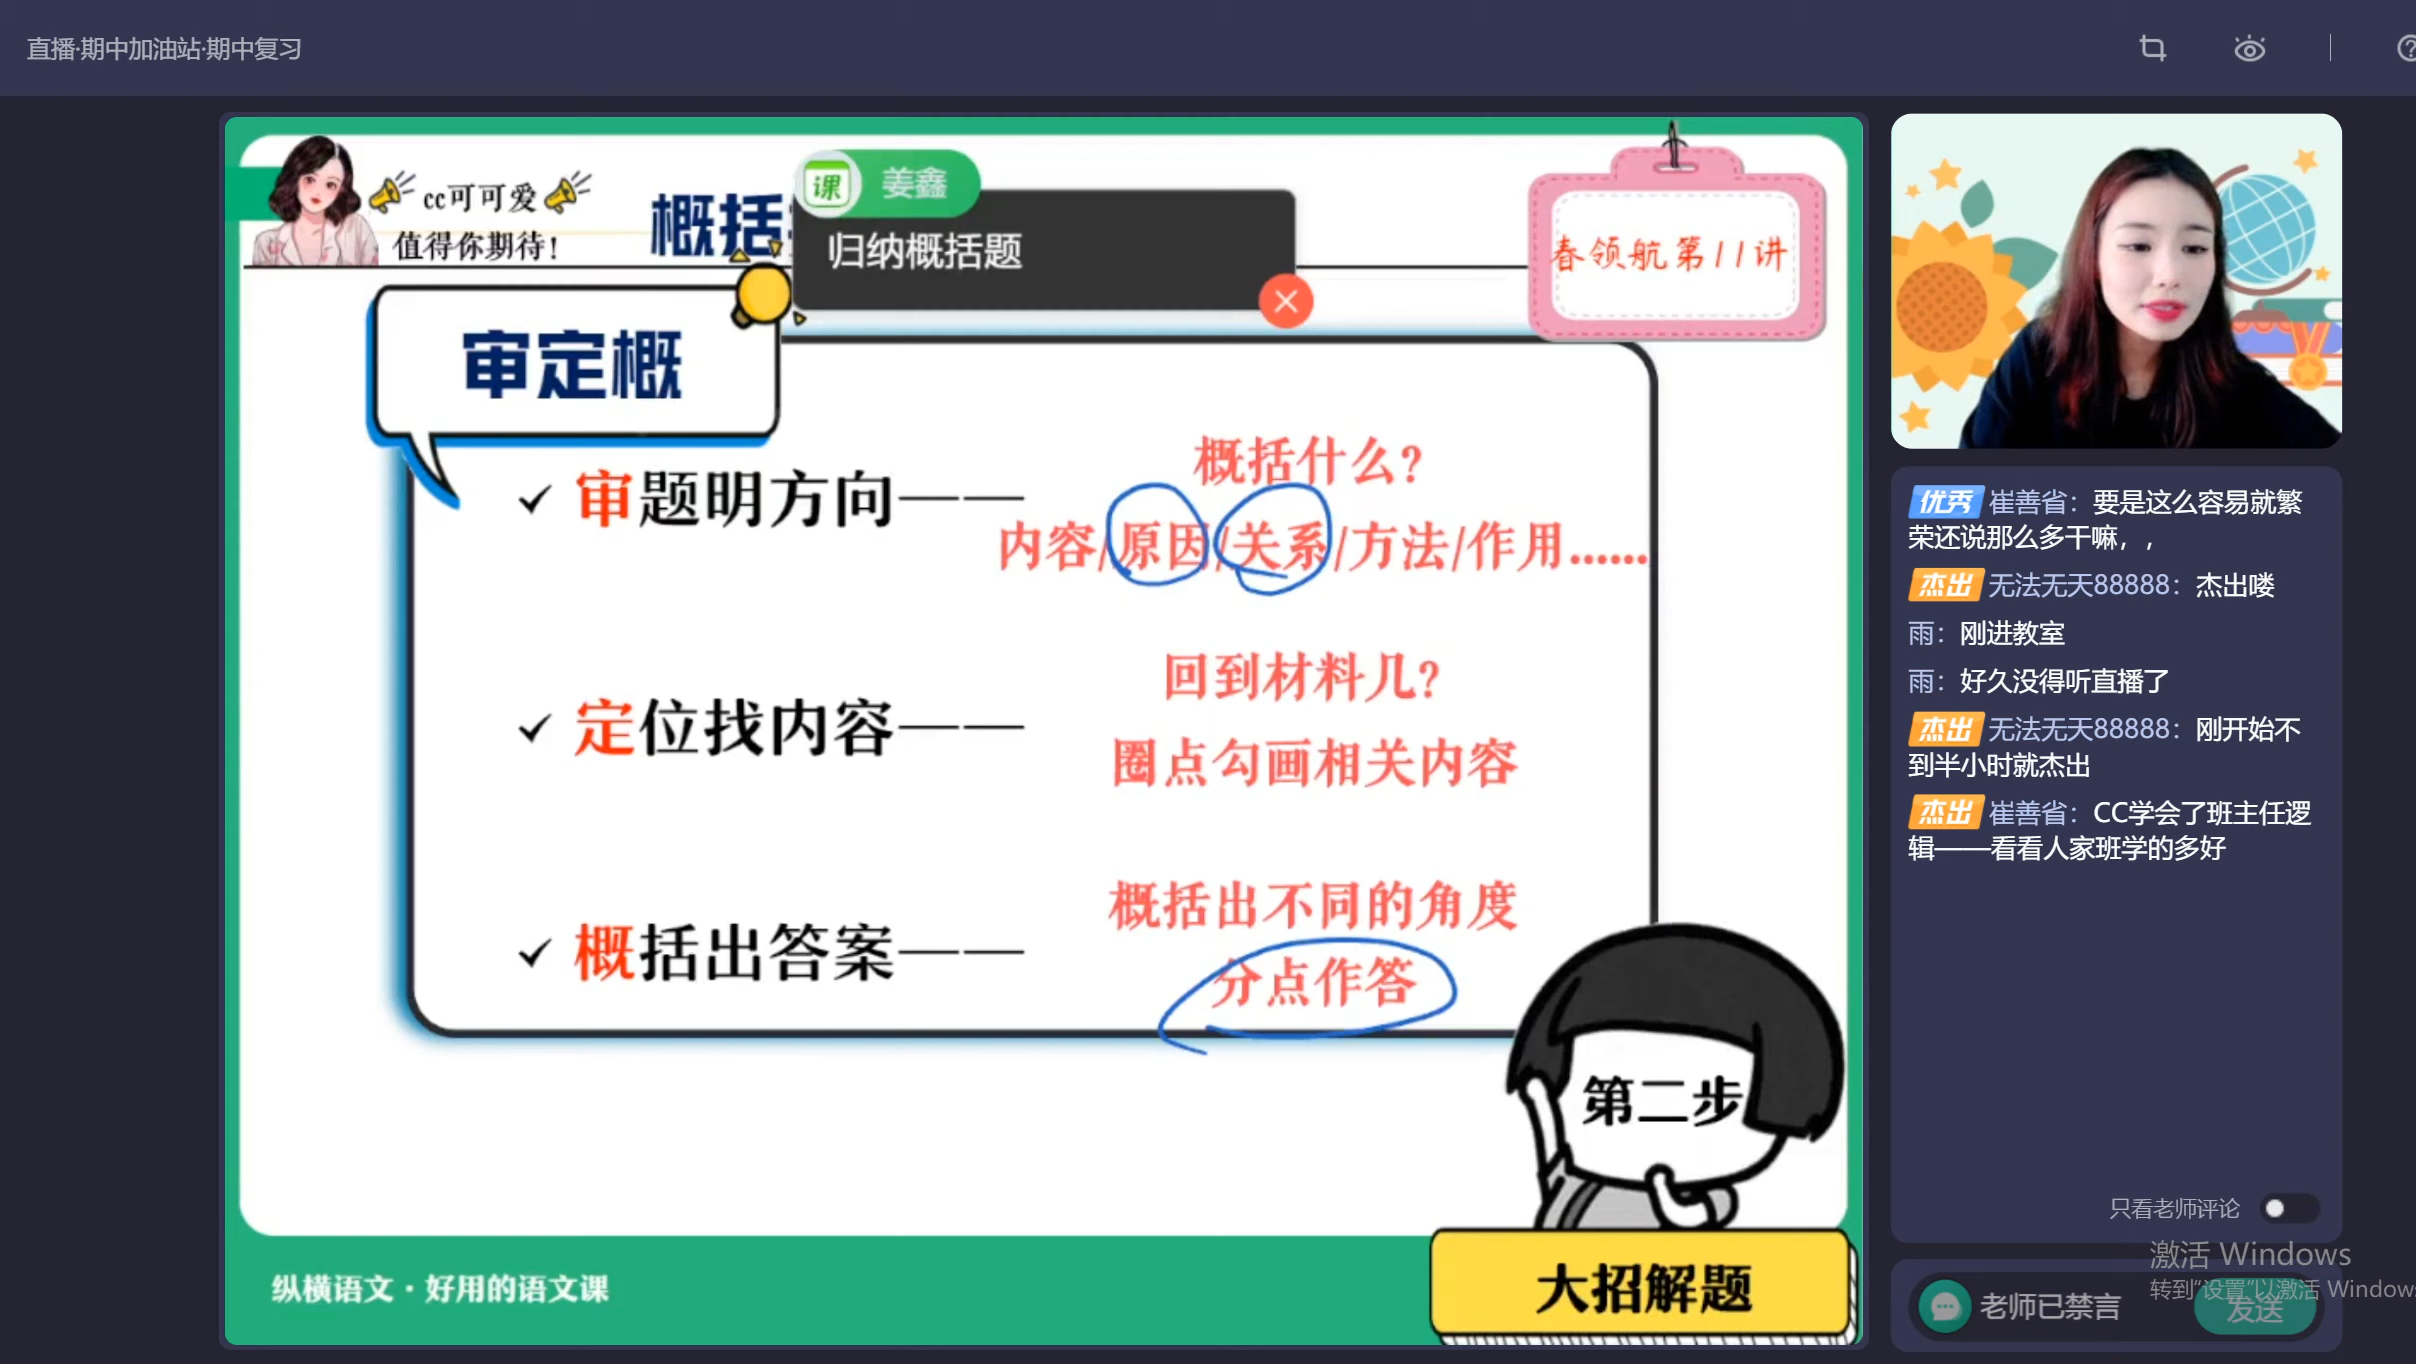 直播·期中加油站·期中复习
cc可可爱
值得你期待！
概括
课
姜鑫
归纳概括题
春领航第11讲
审定概
✓ 审题明方向——
概括什么？
内容/原因/关系/方法/作用……
✓ 定位找内容——
回到材料几？
圈点勾画相关内容
✓ 概括出答案——
概括出不同的角度
分点作答
第二步
大招解题
纵横语文·好用的语文课
优秀 崔善省：要是这么容易就繁
荣还说那么多干嘛，，
杰出 无法无天88888：杰出喽
雨：刚进教室
雨：好久没得听直播了
杰出 无法无天88888：刚开始不
到半小时就杰出
杰出 崔善省：CC学会了班主任逻
辑——看看人家班学的多好
只看老师评论
激活 Windows
转到“设置”以激活 Windows
老师已禁言
发送